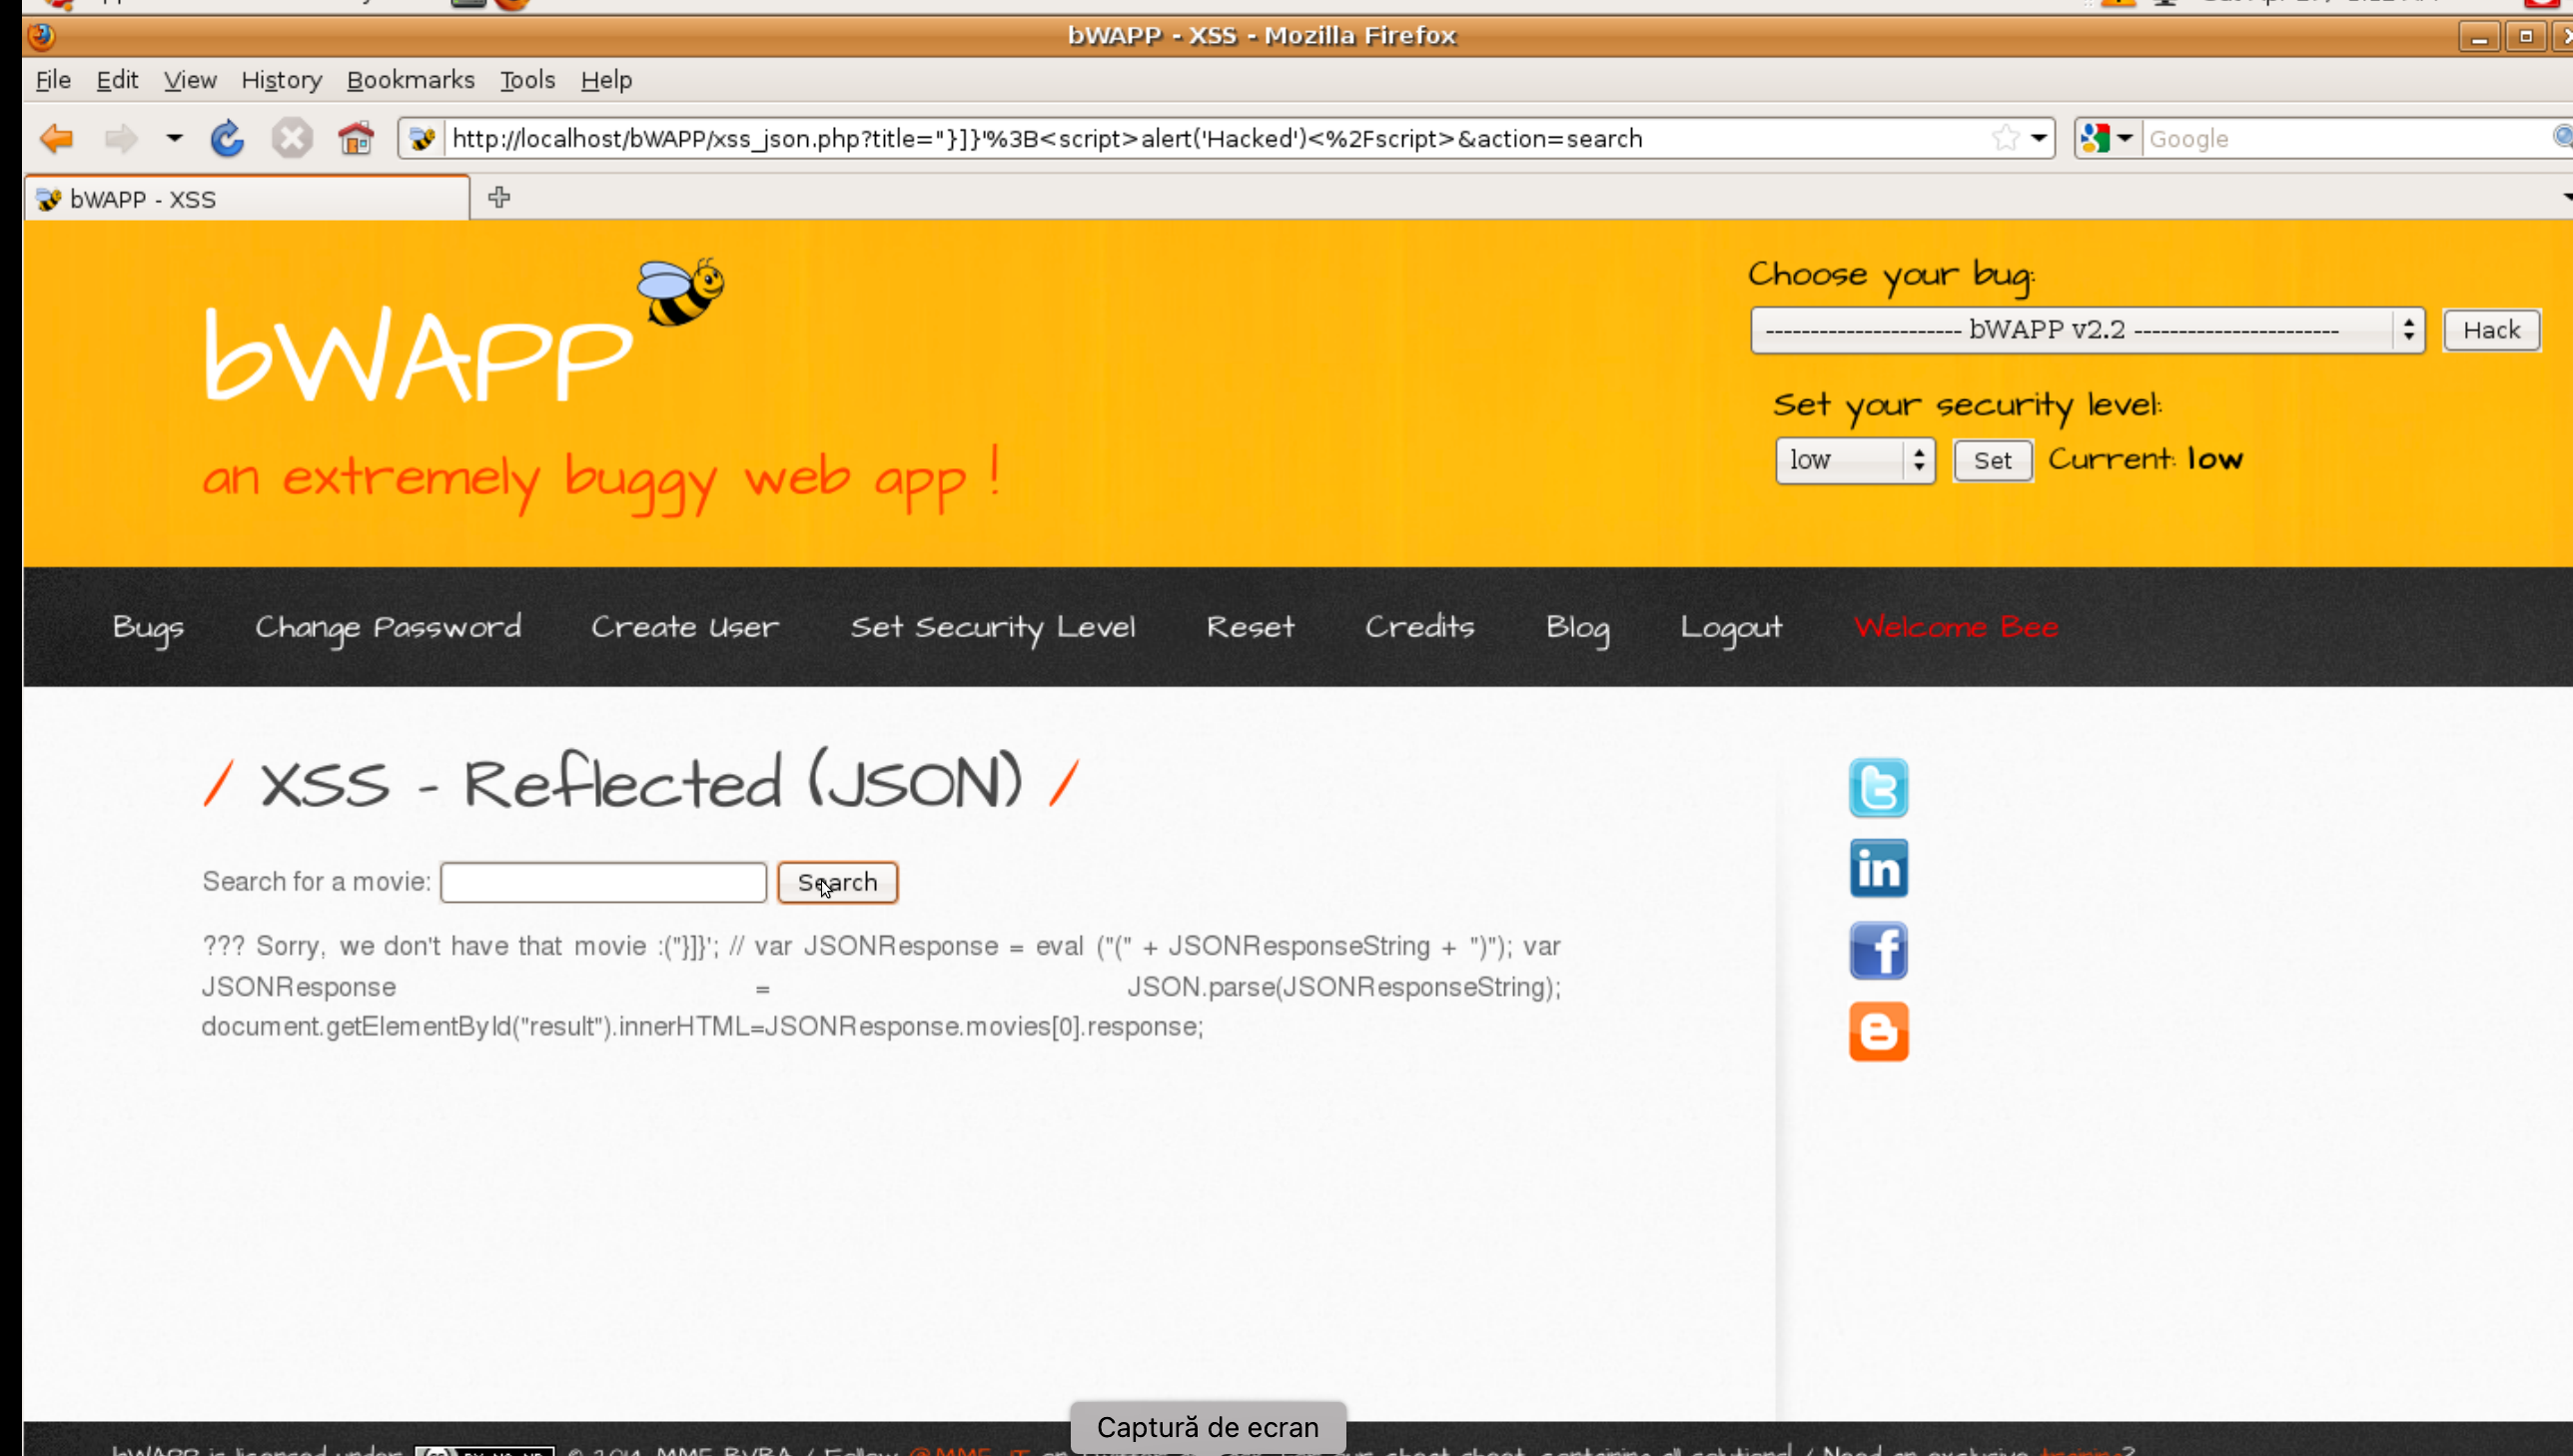 bWAPP - XSS - Mozilla Firefox
File Edit View History Bookmarks Tools Help
http://localhost/bWAPP/xss_json.php?title="}]}'%3B<script>alert('Hacked')<%2Fscript>&action=search
Google
bWAPP - XSS
bWAPP
an extremely buggy web app !
Choose your bug:
---------------------- bWAPP v2.2 ----------------------- Hack
Set your security level:
low Set Current: low
Bugs Change Password Create User Set Security Level Reset Credits Blog Logout Welcome Bee
/ XSS - Reflected (JSON) /
Search for a movie: Search
??? Sorry, we don't have that movie :("}]}'; // var JSONResponse = eval ("(" + JSONResponseString + ")"); var
JSONResponse = JSON.parse(JSONResponseString);
document.getElementById("result").innerHTML=JSONResponse.movies[0].response;
Captură de ecran